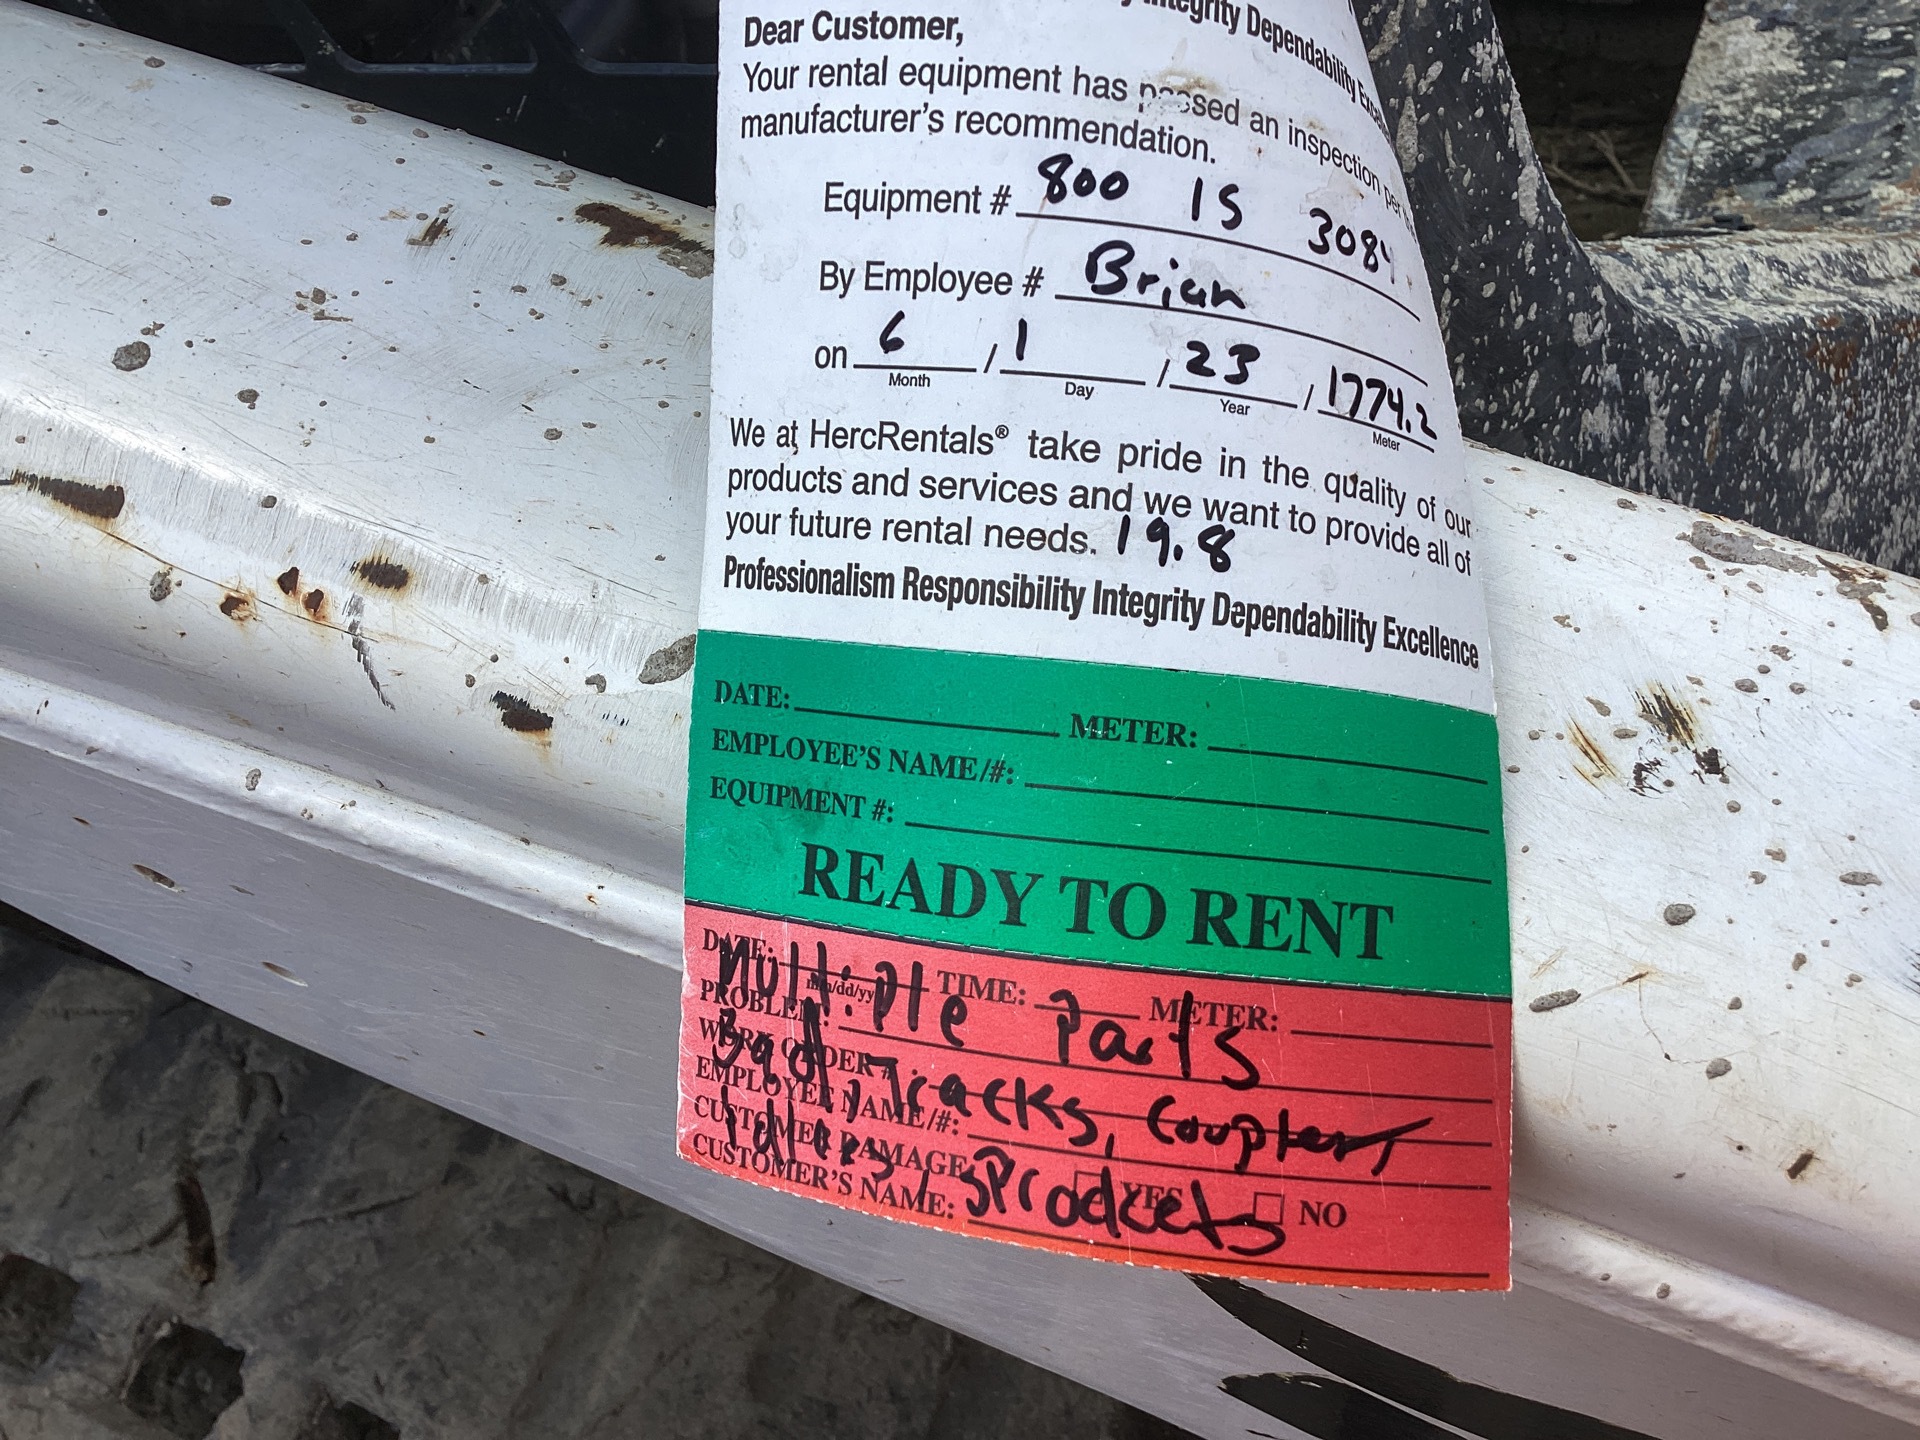 Integrity Dependability
Dear Customer,
Your rental equipment has passed an inspection per
manufacturer's recommendation.
Equipment # 800 15 3084
By Employee # Brian
on 6 / 1 / 23 / 1774.2
Month Day Year Meter
We at HercRentals® take pride in the quality of our
products and services and we want to provide all of
your future rental needs. 19.8
Professionalism Responsibility Integrity Dependability Excellence
DATE: METER:
EMPLOYEE'S NAME/#:
EQUIPMENT #:
READY TO RENT
DATE: mm/dd/yy TIME: METER:
Multiple Parts
PROBLEM:
WORK ORDER #:
Bad, Tracks,
EMPLOYEE NAME/#:
CUSTOMER DAMAGE YES NO
Idlers, Sprockets
CUSTOMER'S NAME: